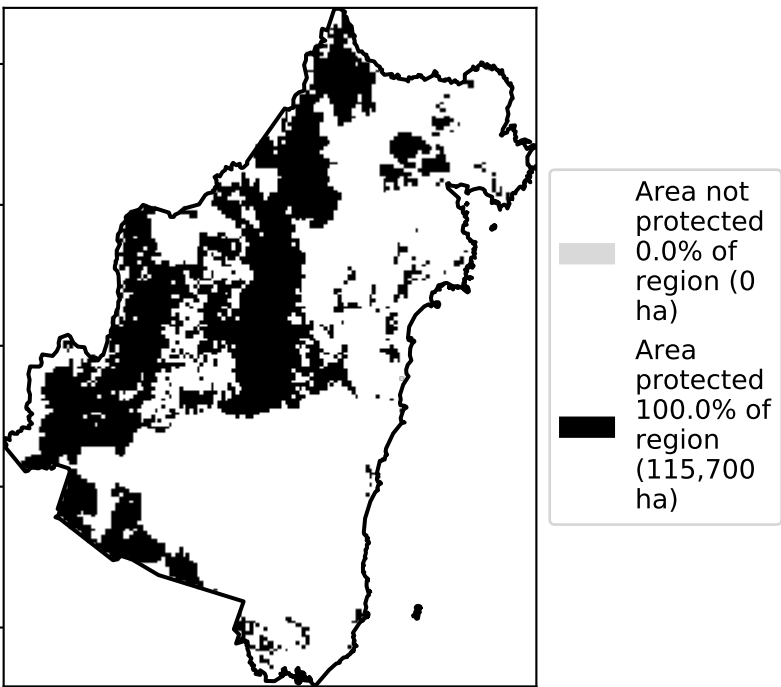 Area not
protected
0.0% of
region (0
ha)
Area
protected
100.0% of
region
(115,700
ha)